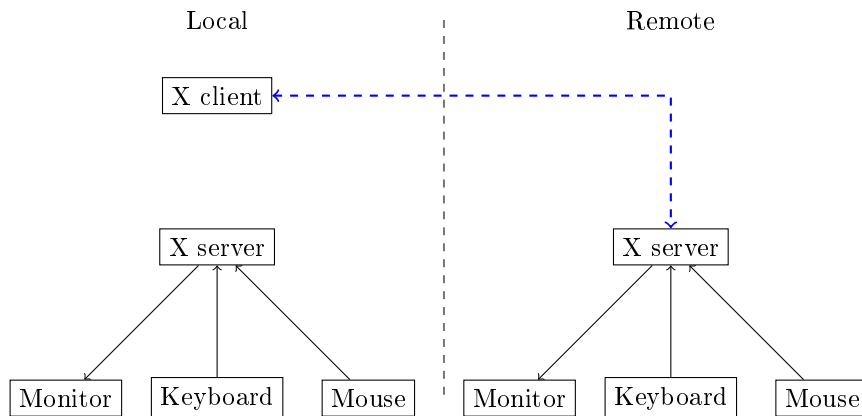 Local Remote
X client
X server X server
Monitor Keyboard Mouse Monitor Keyboard Mouse